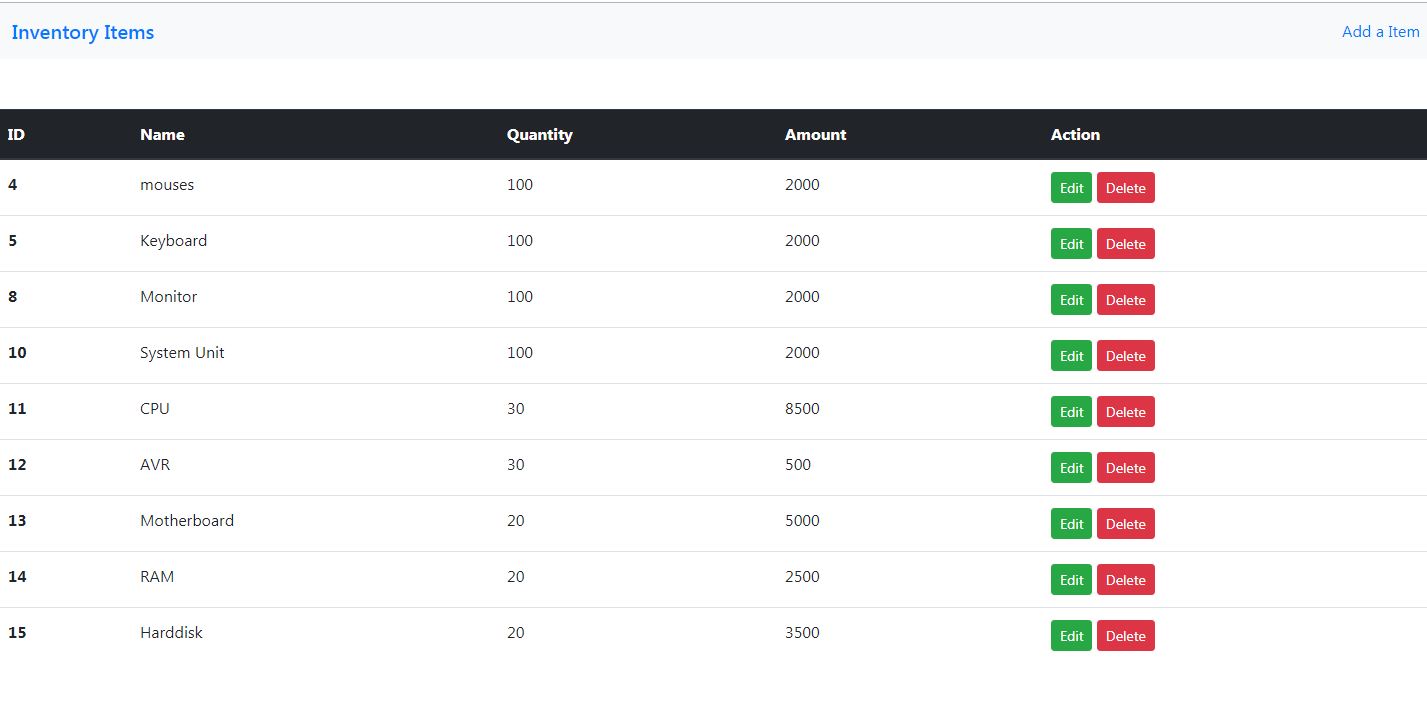 Inventory Items Add a Item
ID Name Quantity Amount Action
4 mouses 100 2000 Edit Delete
5 Keyboard 100 2000 Edit Delete
8 Monitor 100 2000 Edit Delete
10 System Unit 100 2000 Edit Delete
11 CPU 30 8500 Edit Delete
12 AVR 30 500 Edit Delete
13 Motherboard 20 5000 Edit Delete
14 RAM 20 2500 Edit Delete
15 Harddisk 20 3500 Edit Delete